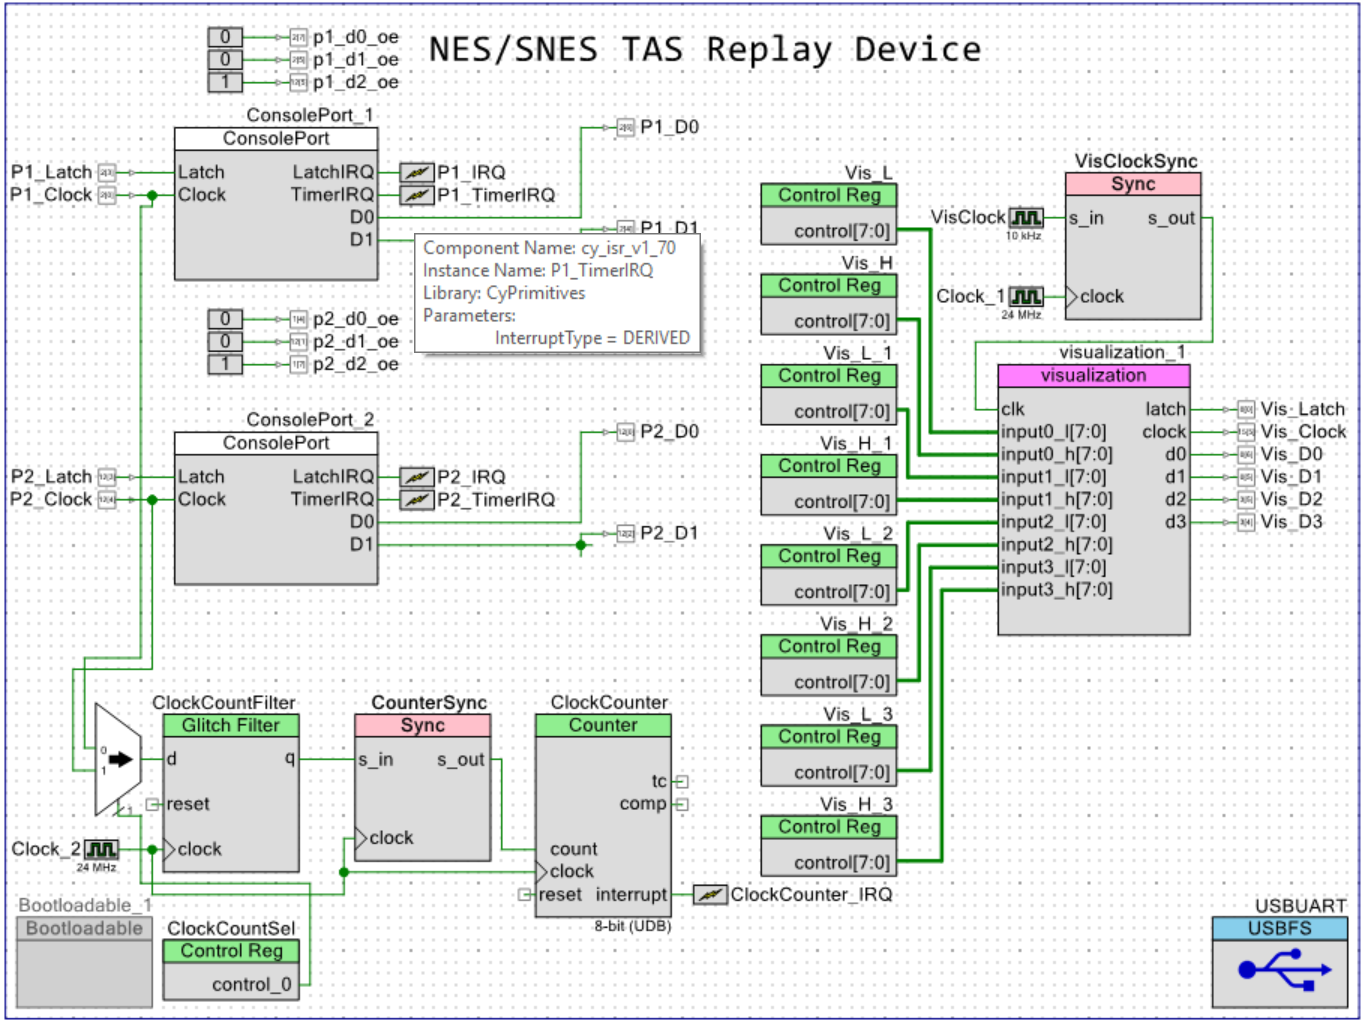 NES/SNES TAS Replay Device
0 p1_d0_oe
0 p1_d1_oe
1 p1_d2_oe
ConsolePort_1
ConsolePort
P1_Latch Latch LatchIRQ P1_IRQ
P1_Clock Clock TimerIRQ P1_TimerIRQ
D0 P1_D0
D1 P1_D1
Component Name: cy_isr_v1_70
Instance Name: P1_TimerIRQ
Library: CyPrimitives
Parameters:
InterruptType = DERIVED
0 p2_d0_oe
0 p2_d1_oe
1 p2_d2_oe
ConsolePort_2
ConsolePort
P2_Latch Latch LatchIRQ P2_IRQ
P2_Clock Clock TimerIRQ P2_TimerIRQ
D0 P2_D0
D1 P2_D1
Vis_L
Control Reg
control[7:0]
Vis_H
Control Reg
control[7:0]
Vis_L_1
Control Reg
control[7:0]
Vis_H_1
Control Reg
control[7:0]
Vis_L_2
Control Reg
control[7:0]
Vis_H_2
Control Reg
control[7:0]
Vis_L_3
Control Reg
control[7:0]
Vis_H_3
Control Reg
control[7:0]
VisClockSync
Sync
VisClock s_in s_out
10 kHz
Clock_1 clock
24 MHz
visualization_1
visualization
clk latch Vis_Latch
input0_l[7:0] clock Vis_Clock
input0_h[7:0] d0 Vis_D0
input1_l[7:0] d1 Vis_D1
input1_h[7:0] d2 Vis_D2
input2_l[7:0] d3 Vis_D3
input2_h[7:0]
input3_l[7:0]
input3_h[7:0]
ClockCountFilter
Glitch Filter
0
1
1
d q
reset
Clock_2 clock
24 MHz
CounterSync
Sync
s_in s_out
clock
ClockCounter
Counter
tc
comp
count
clock
reset interrupt ClockCounter_IRQ
8-bit (UDB)
Bootloadable_1
Bootloadable
ClockCountSel
Control Reg
control_0
USBUART
USBFS